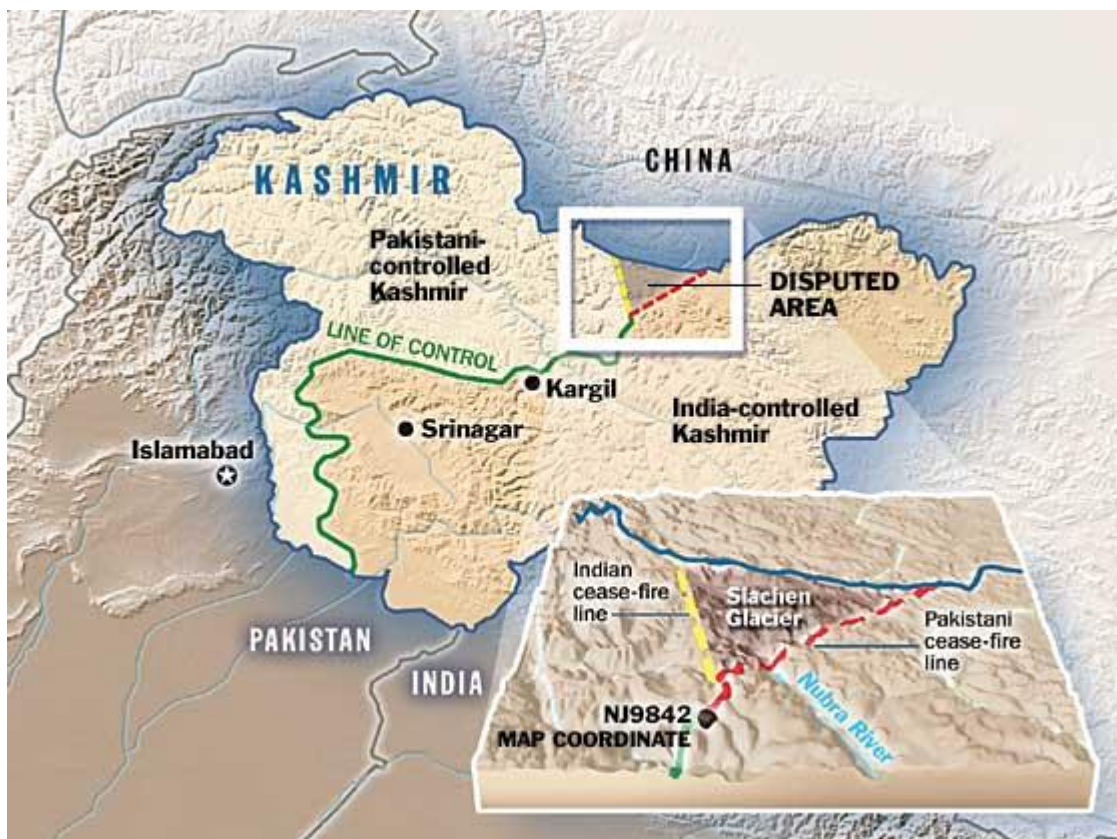 KASHMIR
CHINA
Pakistani-
controlled
Kashmir
DISPUTED
AREA
LINE OF CONTROL
Kargil
Srinagar
India-controlled
Kashmir
Islamabad
PAKISTAN
INDIA
Indian
cease-fire
line
Siachen
Glacier
Pakistani
cease-fire
line
Nubra River
NJ9842
MAP COORDINATE